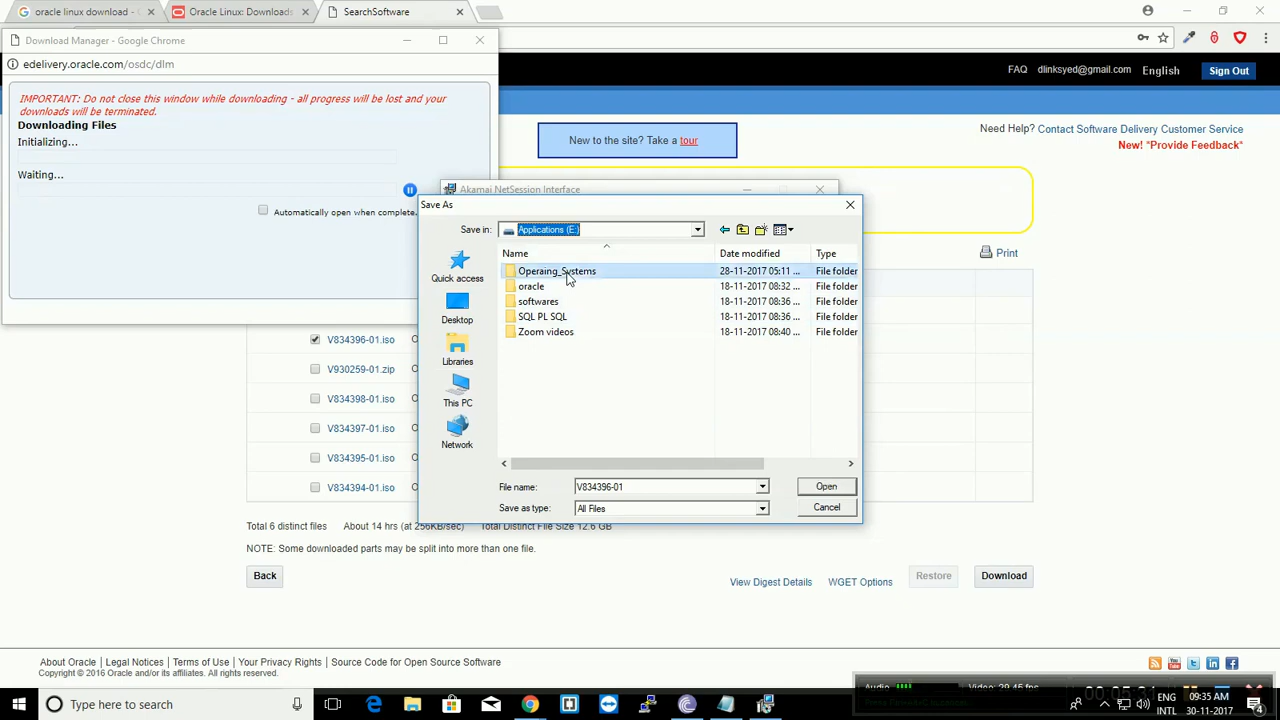 oracle linux download -
Oracle Linux: Downloads
SearchSoftware
Download Manager - Google Chrome
edelivery.oracle.com/osdc/dlm
FAQ dlinksyed@gmail.com English Sign Out
IMPORTANT: Do not close this window while downloading - all progress will be lost and your
downloads will be terminated.
Downloading Files
Initializing...
Waiting...
Automatically open when complete.
New to the site? Take a tour
Need Help? Contact Software Delivery Customer Service
New! "Provide Feedback"
Akamai NetSession Interface
Save As
Save in: Applications (E:)
Name Date modified Type
Operaing_Systems 28-11-2017 05:11 ... File folder
oracle 18-11-2017 08:32 ... File folder
softwares 18-11-2017 08:36 ... File folder
SQL PL SQL 18-11-2017 08:36 ... File folder
Zoom videos 18-11-2017 08:40 ... File folder
Quick access
Desktop
Libraries
This PC
Network
File name: V834396-01 Open
Save as type: All Files Cancel
Print
V834396-01.iso O
V930259-01.zip O
V834398-01.iso O
V834397-01.iso O
V834395-01.iso O
V834394-01.iso O
Total 6 distinct files About 14 hrs (at 256KB/sec) Total Distinct File Size 12.6 GB
NOTE: Some downloaded parts may be split into more than one file.
Back
View Digest Details WGET Options Restore Download
About Oracle | Legal Notices | Terms of Use | Your Privacy Rights | Source Code for Open Source Software
Copyright © 2016 Oracle and/or its affiliates. All rights reserved.
Type here to search
Audio
Video: 29.45 fps
ENG
INTL
09:35 AM
30-11-2017
4